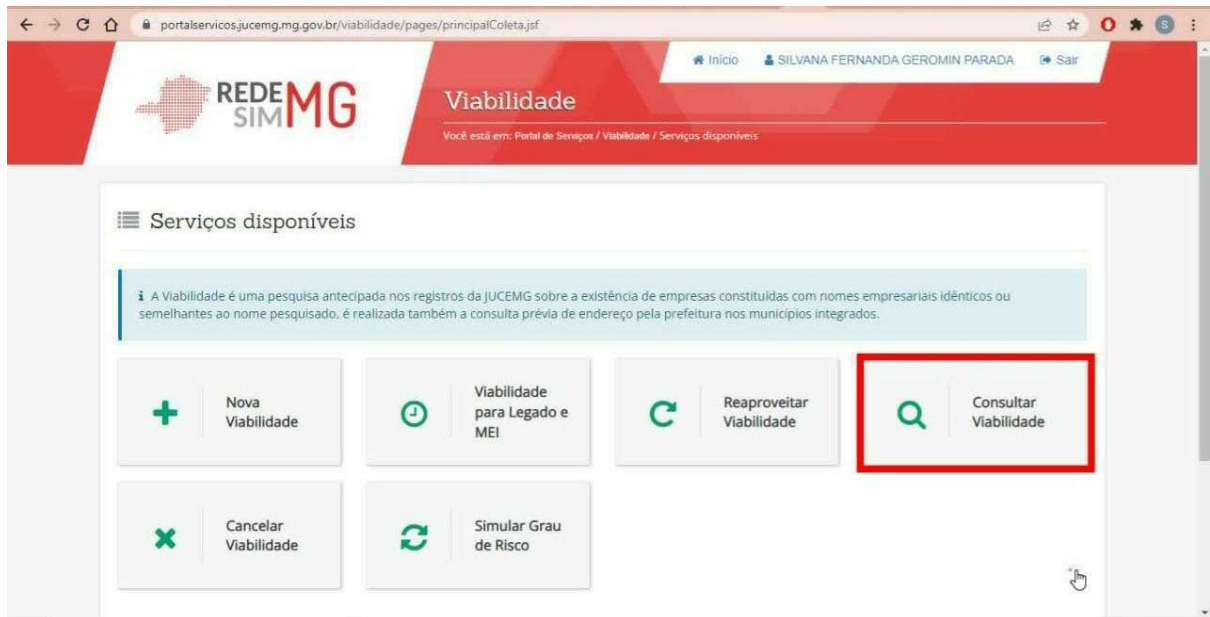 portalservicos.jucemg.mg.gov.br/viabilidade/pages/principalColeta.jsf
S
Início SILVANA FERNANDA GEROMIN PARADA Sair
REDE SIM MG
Viabilidade
Você está em: Portal de Serviços / Viabilidade / Serviços disponíveis
Serviços disponíveis
i A Viabilidade é uma pesquisa antecipada nos registros da JUCEMG sobre a existência de empresas constituídas com nomes empresariais idênticos ou
semelhantes ao nome pesquisado, é realizada também a consulta prévia de endereço pela prefeitura nos municípios integrados.
Nova
Viabilidade
Viabilidade
para Legado e
MEI
Reaproveitar
Viabilidade
Consultar
Viabilidade
Cancelar
Viabilidade
Simular Grau
de Risco